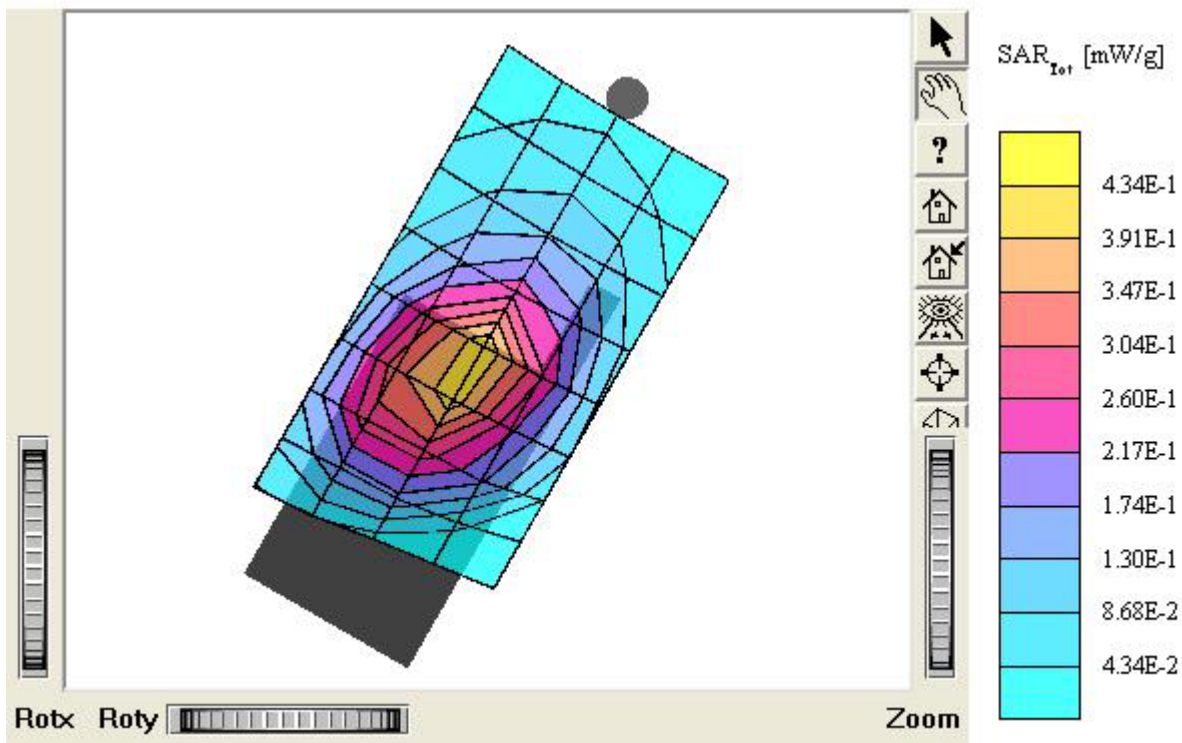 SARTot [mW/g]
?
4.34E-1
3.91E-1
3.47E-1
3.04E-1
2.60E-1
2.17E-1
1.74E-1
1.30E-1
8.68E-2
4.34E-2
Rotx Roty Zoom